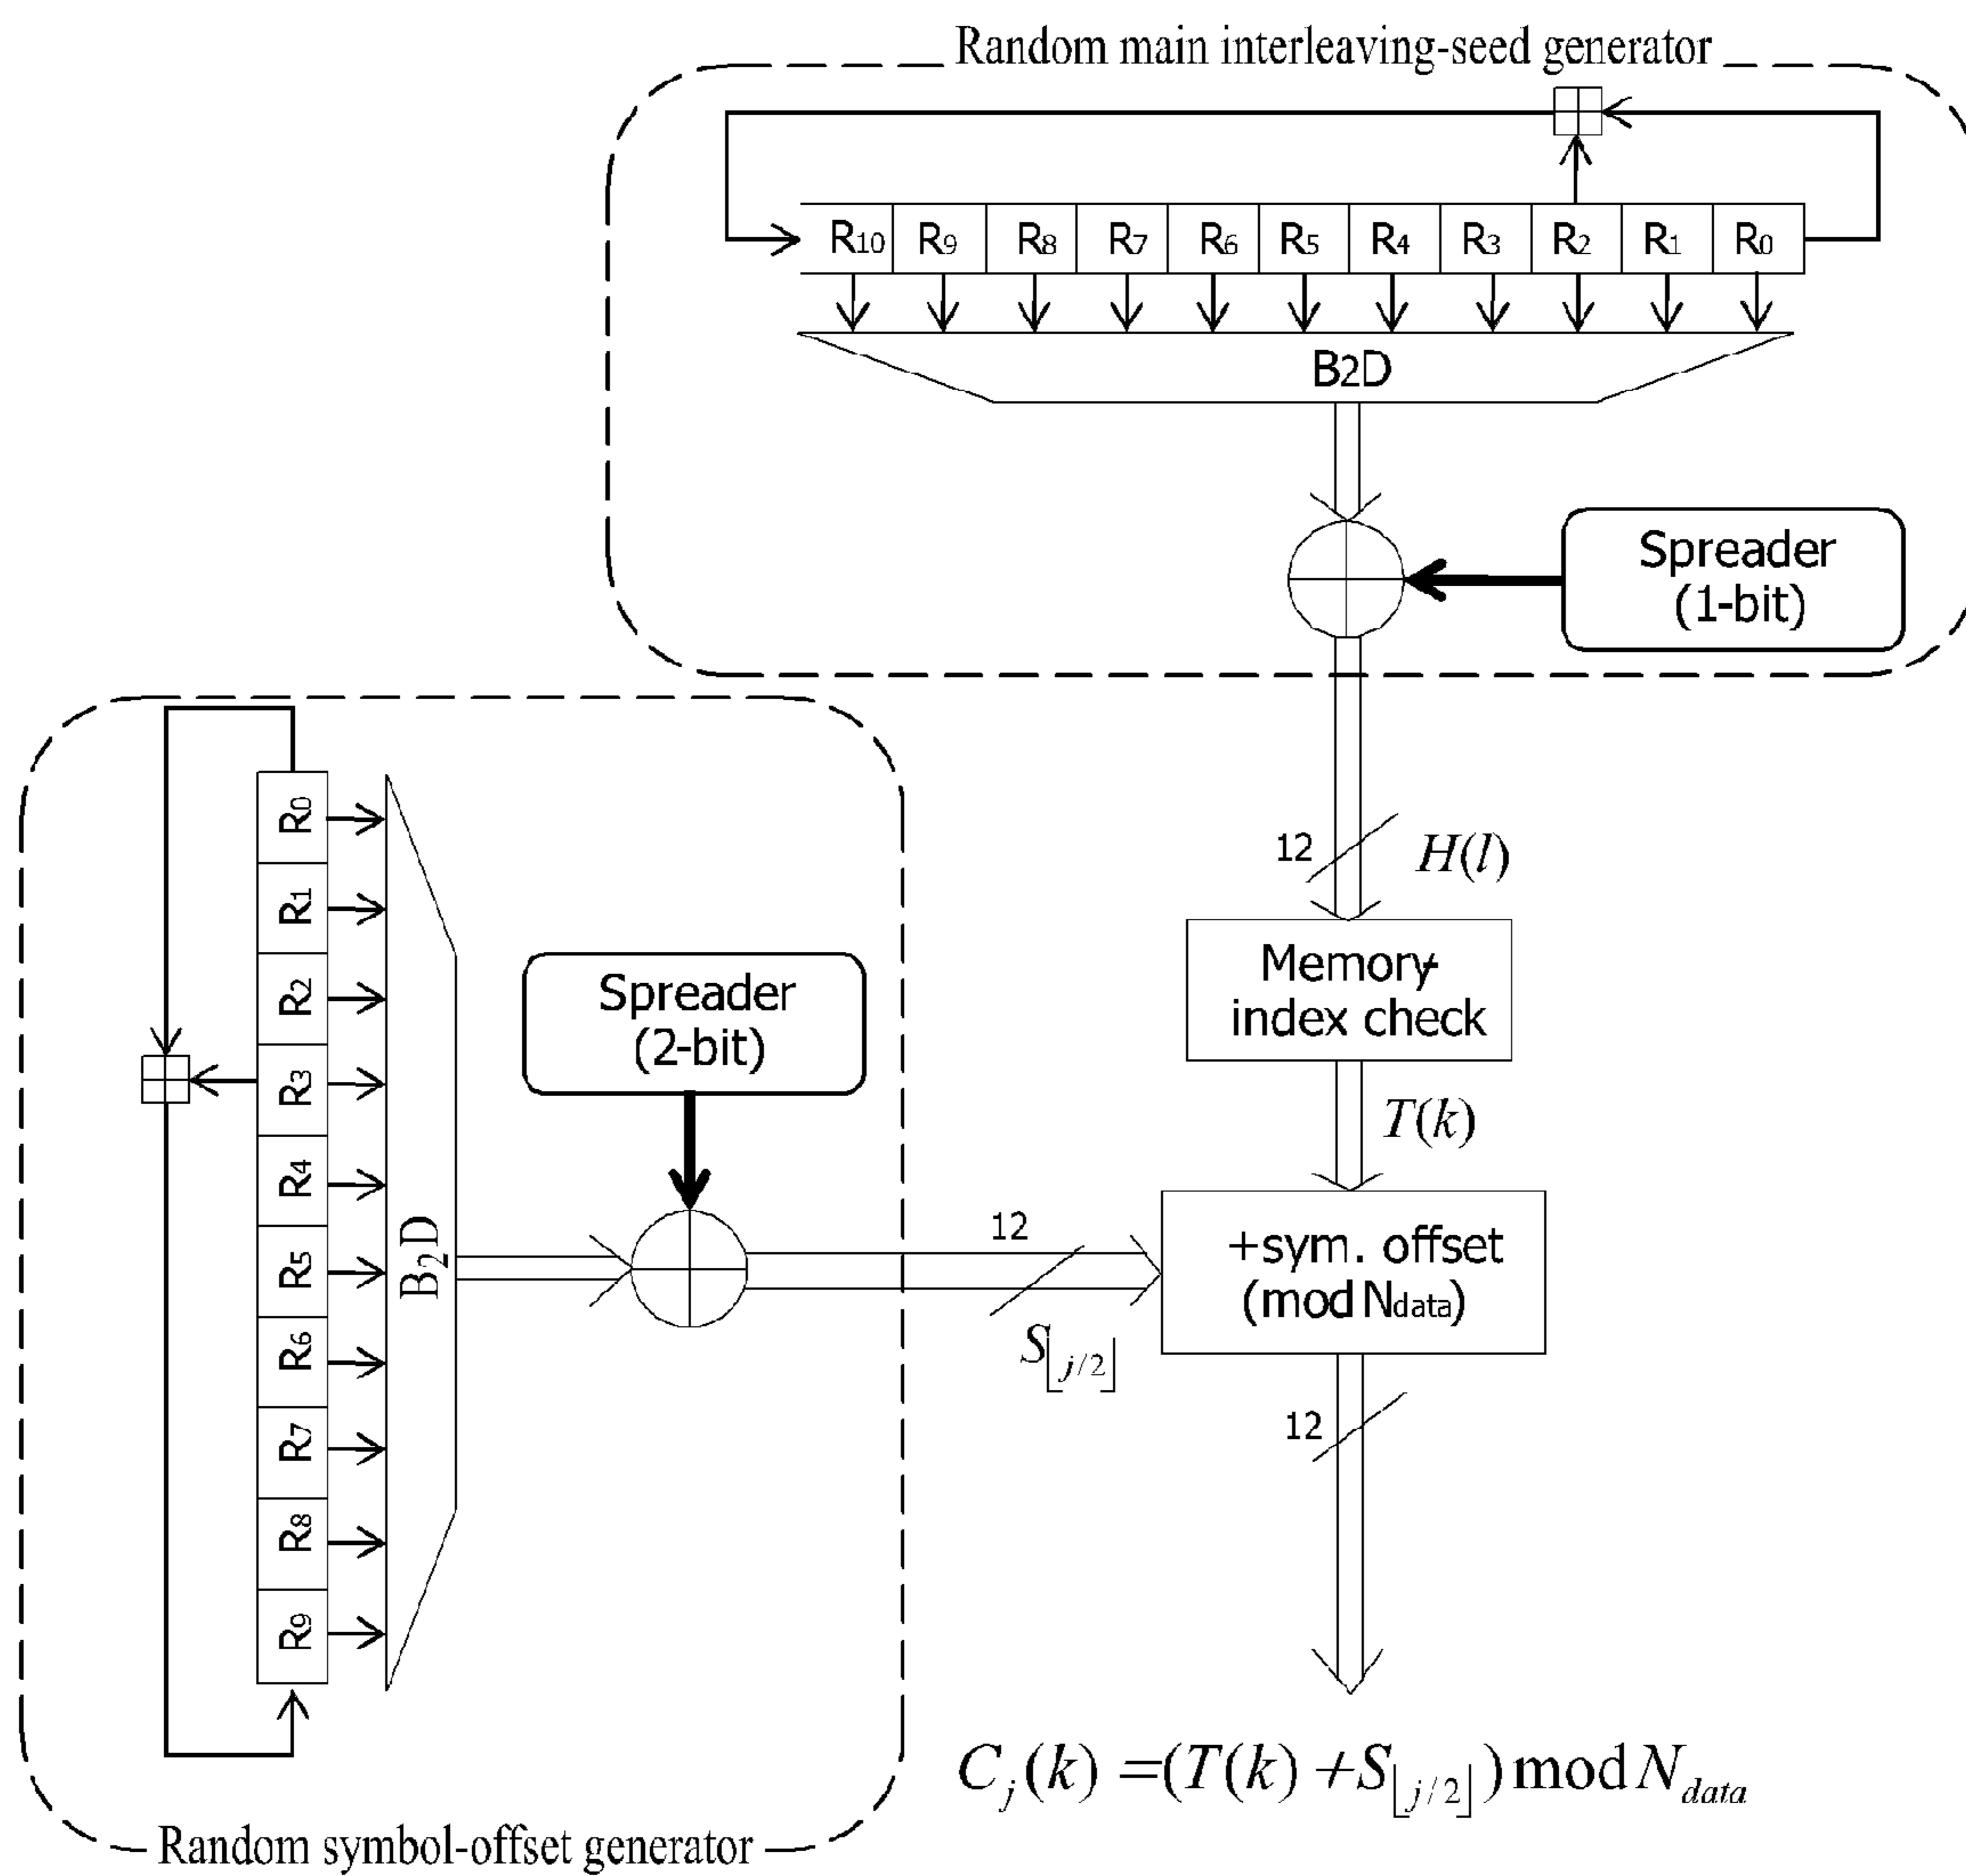 Random main interleaving-seed generator
R10 R9 R8 R7 R6 R5 R4 R3 R2 R1 R0
B2D
Spreader
(1-bit)
12
H(l)
R0
R1
R2
R3
R4
R5
R6
R7
R8
R9
B2D
Spreader
(2-bit)
Memory-
index check
T(k)
12
S⌊j/2⌋
+sym. offset
(mod Ndata)
12
Cj(k) =(T(k) +S⌊j/2⌋) mod Ndata
Random symbol-offset generator